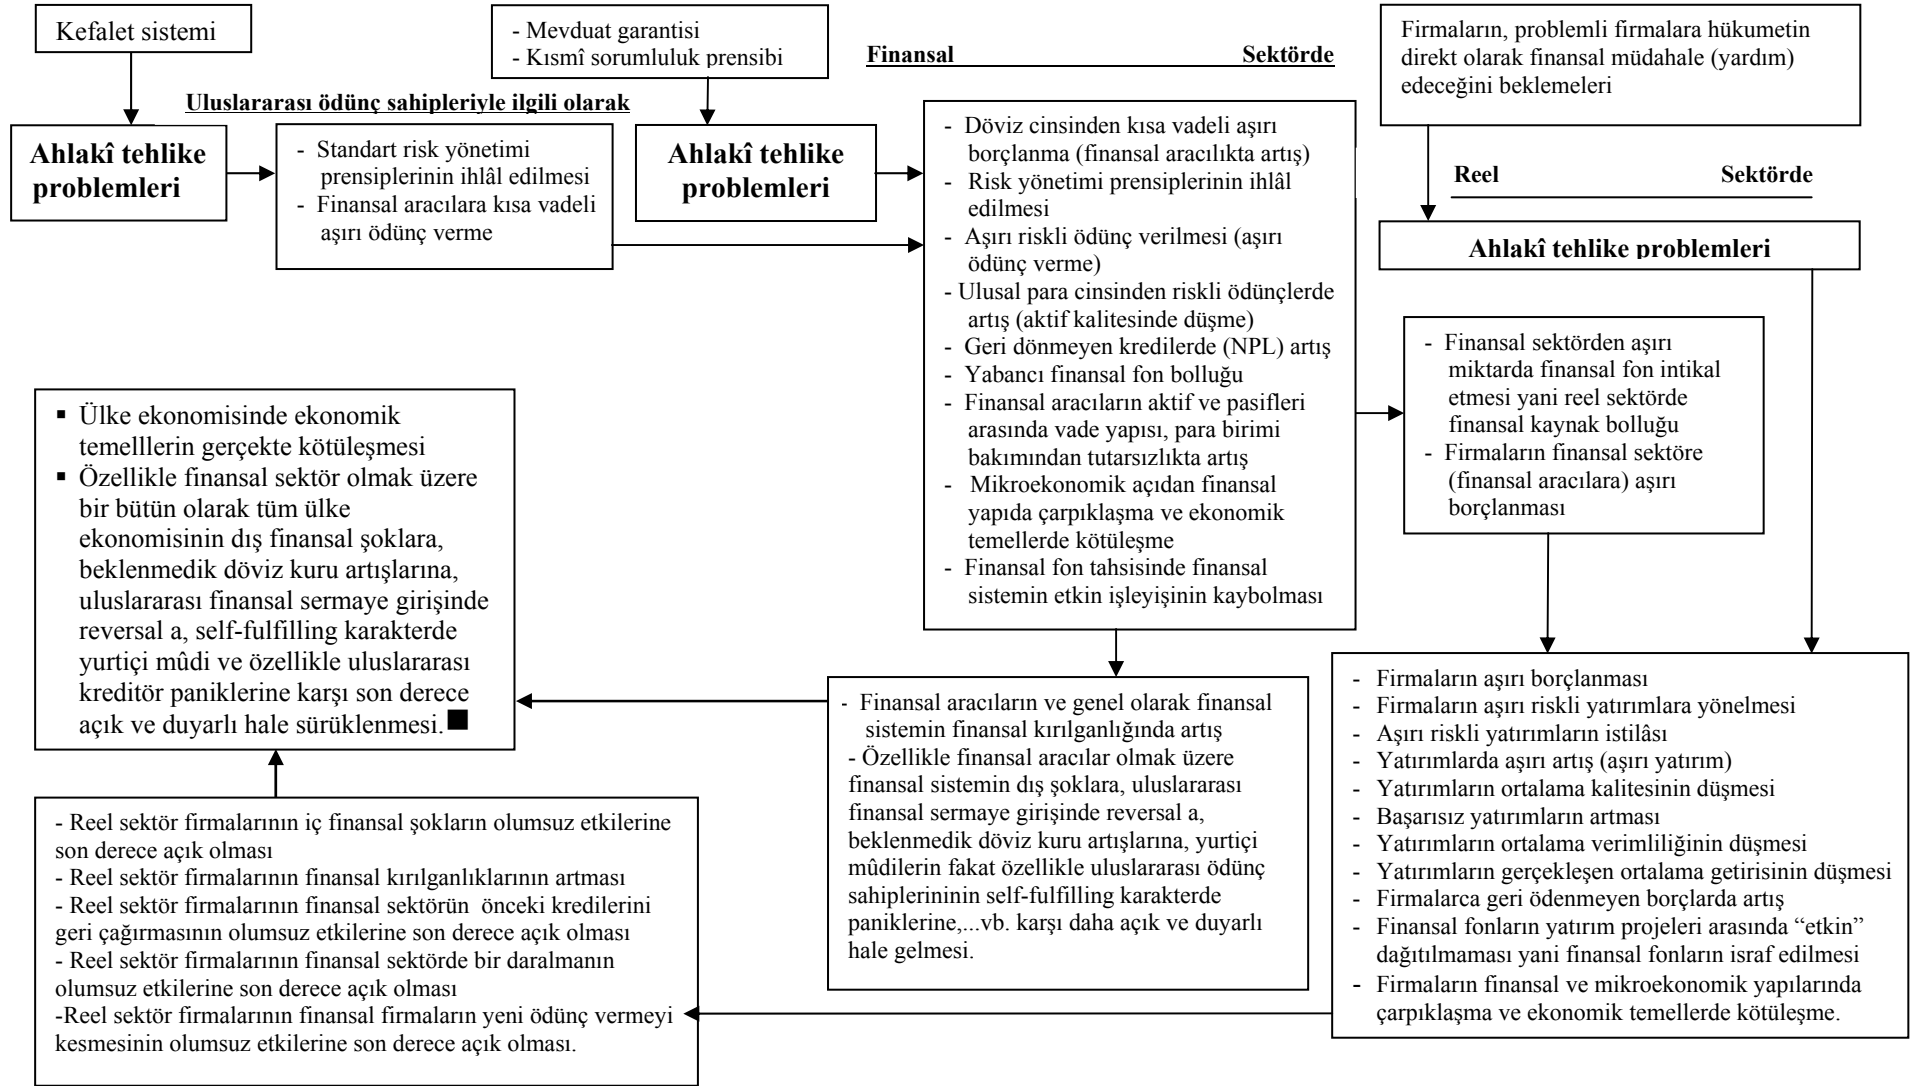 Kefalet sistemi
- Mevduat garantisi
- Kısmî sorumluluk prensibi
Finansal Sektörde
Firmaların, problemli firmalara hükumetin
direkt olarak finansal müdahale (yardım)
edeceğini beklemeleri
Uluslararası ödünç sahipleriyle ilgili olarak
Ahlakî tehlike
problemleri
- Standart risk yönetimi
prensiplerinin ihlâl edilmesi
- Finansal aracılara kısa vadeli
aşırı ödünç verme
Ahlakî tehlike
problemleri
- Döviz cinsinden kısa vadeli aşırı
borçlanma (finansal aracılıkta artış)
- Risk yönetimi prensiplerinin ihlâl
edilmesi
- Aşırı riskli ödünç verilmesi (aşırı
ödünç verme)
- Ulusal para cinsinden riskli ödünçlerde
artış (aktif kalitesinde düşme)
- Geri dönmeyen kredilerde (NPL) artış
- Yabancı finansal fon bolluğu
- Finansal aracıların aktif ve pasifleri
arasında vade yapısı, para birimi
bakımından tutarsızlıkta artış
- Mikroekonomik açıdan finansal
yapıda çarpıklaşma ve ekonomik
temellerde kötüleşme
- Finansal fon tahsisinde finansal
sistemin etkin işleyişinin kaybolması
Reel Sektörde
Ahlakî tehlike problemleri
- Finansal sektörden aşırı
miktarda finansal fon intikal
etmesi yani reel sektörde
finansal kaynak bolluğu
- Firmaların finansal sektöre
(finansal aracılara) aşırı
borçlanması
▪ Ülke ekonomisinde ekonomik
temelllerin gerçekte kötüleşmesi
▪ Özellikle finansal sektör olmak üzere
bir bütün olarak tüm ülke
ekonomisinin dış finansal şoklara,
beklenmedik döviz kuru artışlarına,
uluslararası finansal sermaye girişinde
reversal a, self-fulfilling karakterde
yurtiçi mûdi ve özellikle uluslararası
kreditör paniklerine karşı son derece
açık ve duyarlı hale sürüklenmesi.■
- Finansal aracıların ve genel olarak finansal
sistemin finansal kırılganlığında artış
- Özellikle finansal aracılar olmak üzere
finansal sistemin dış şoklara, uluslararası
finansal sermaye girişinde reversal a,
beklenmedik döviz kuru artışlarına, yurtiçi
mûdilerin fakat özellikle uluslararası ödünç
sahiplerininin self-fulfilling karakterde
paniklerine,...vb. karşı daha açık ve duyarlı
hale gelmesi.
- Firmaların aşırı borçlanması
- Firmaların aşırı riskli yatırımlara yönelmesi
- Aşırı riskli yatırımların istilâsı
- Yatırımlarda aşırı artış (aşırı yatırım)
- Yatırımların ortalama kalitesinin düşmesi
- Başarısız yatırımların artması
- Yatırımların ortalama verimliliğinin düşmesi
- Yatırımların gerçekleşen ortalama getirisinin düşmesi
- Firmalarca geri ödenmeyen borçlarda artış
- Finansal fonların yatırım projeleri arasında “etkin”
dağıtılmaması yani finansal fonların israf edilmesi
- Firmaların finansal ve mikroekonomik yapılarında
çarpıklaşma ve ekonomik temellerde kötüleşme.
- Reel sektör firmalarının iç finansal şokların olumsuz etkilerine
son derece açık olması
- Reel sektör firmalarının finansal kırılganlıklarının artması
- Reel sektör firmalarının finansal sektörün önceki kredilerini
geri çağırmasının olumsuz etkilerine son derece açık olması
- Reel sektör firmalarının finansal sektörde bir daralmanın
olumsuz etkilerine son derece açık olması
-Reel sektör firmalarının finansal firmaların yeni ödünç vermeyi
kesmesinin olumsuz etkilerine son derece açık olması.